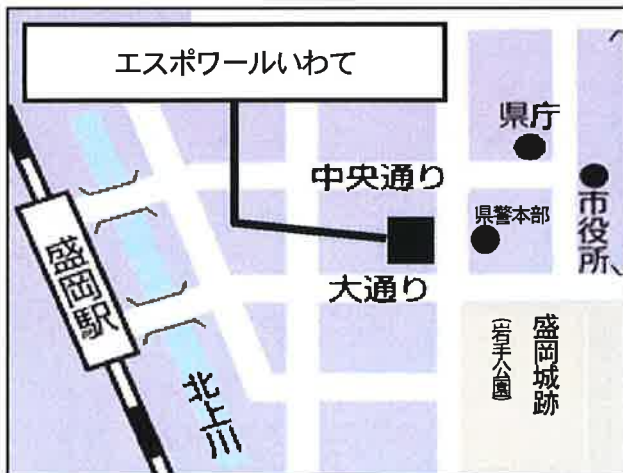 エスポワールいわて
県庁
中央通り
県警本部
市役所
大通り
盛岡駅
盛岡城跡
(岩手公園)
北上川